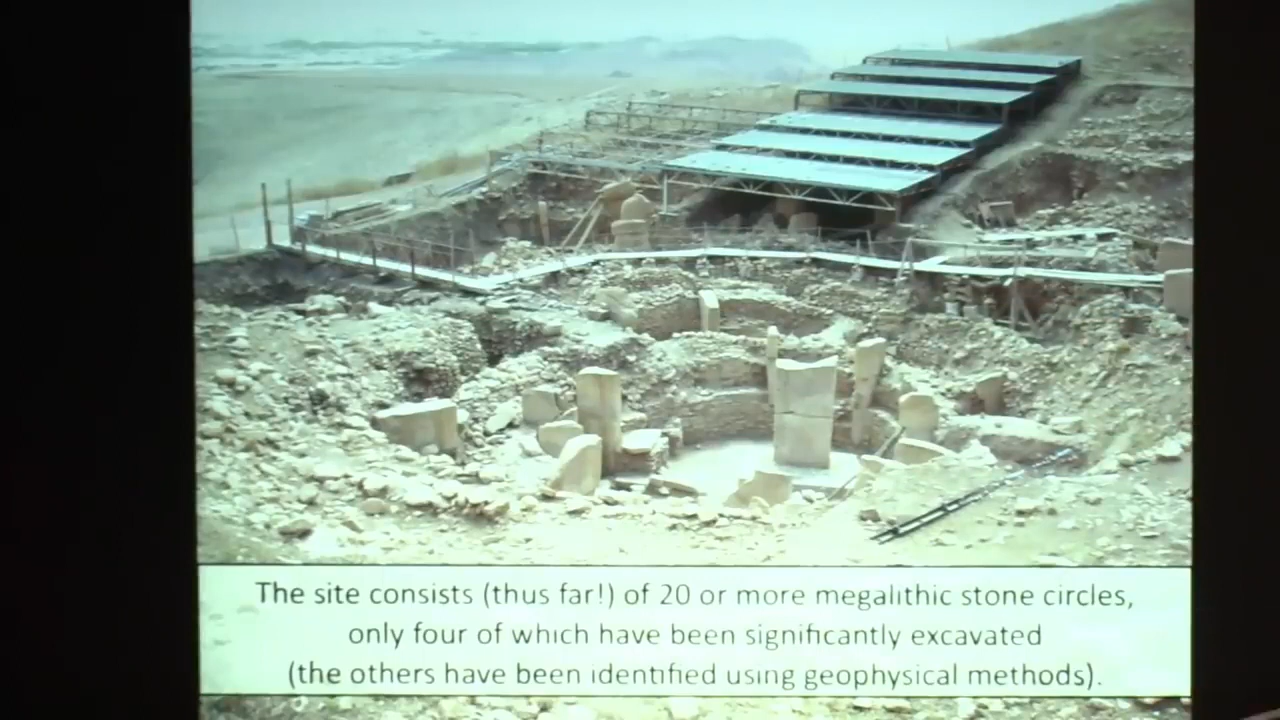 The site consists (thus far!) of 20 or more megalithic stone circles,
only four of which have been significantly excavated
(the others have been identified using geophysical methods).